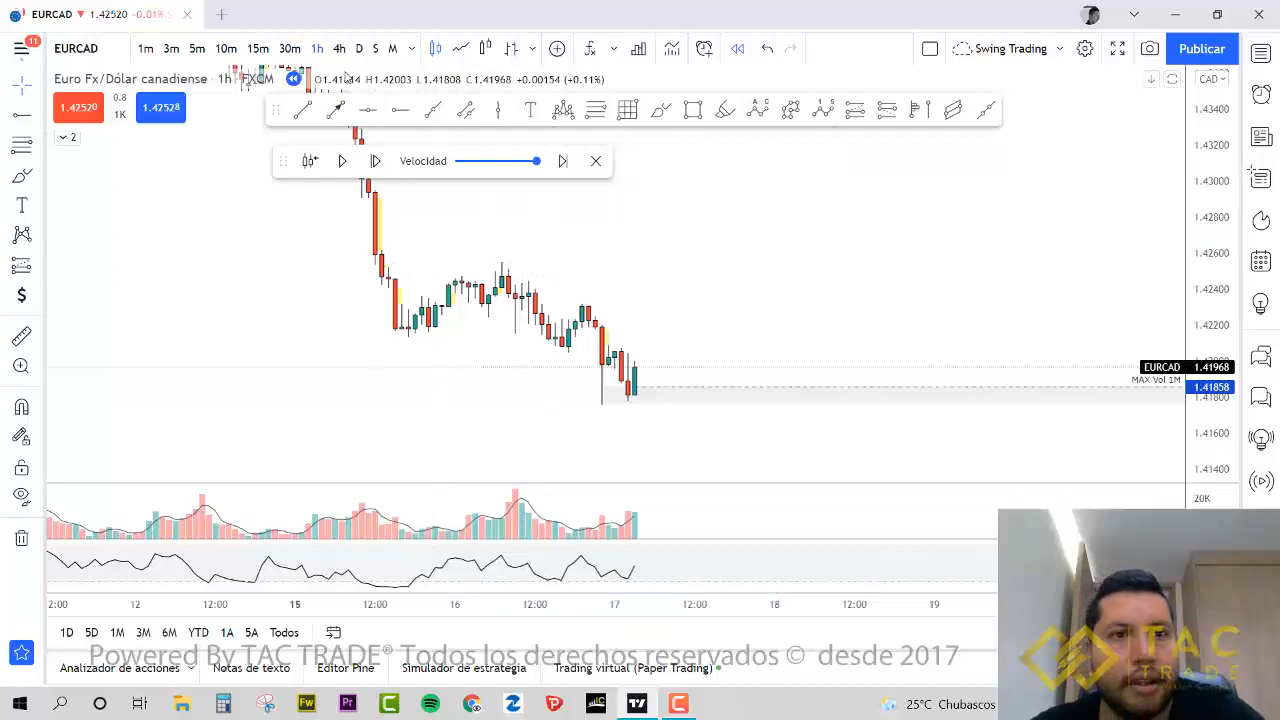 EURCAD ▼ 1.42520 -0.01%
11
EURCAD
1m 3m 5m 10m 15m 30m 1h 4h D S M
Swing Trading
Publicar
Euro Fx/Dólar canadiense · 1h · FXCM
H1.42003 L1.41808
(+0.11%)
CAD
1.42520
0.8
1K
1.42528
2
Velocidad
1.43400
1.43200
1.43000
1.42800
1.42600
1.42400
1.42200
EURCAD 1.41968
MAX Vol 1M
1.41858
1.41800
1.41600
1.41400
20K
2:00 12 12:00 15 12:00 16 12:00 17 12:00 18 12:00 19
1D 5D 1M 3M 6M YTD 1A 5A Todos
Powered By TAC TRADE® Todos los derechos reservados © desde 2017
Analizador de acciones Notas de texto Editor Pine Simulador de estrategia Trading virtual (Paper Trading)
TAC
TRADE
25°C Chubascos